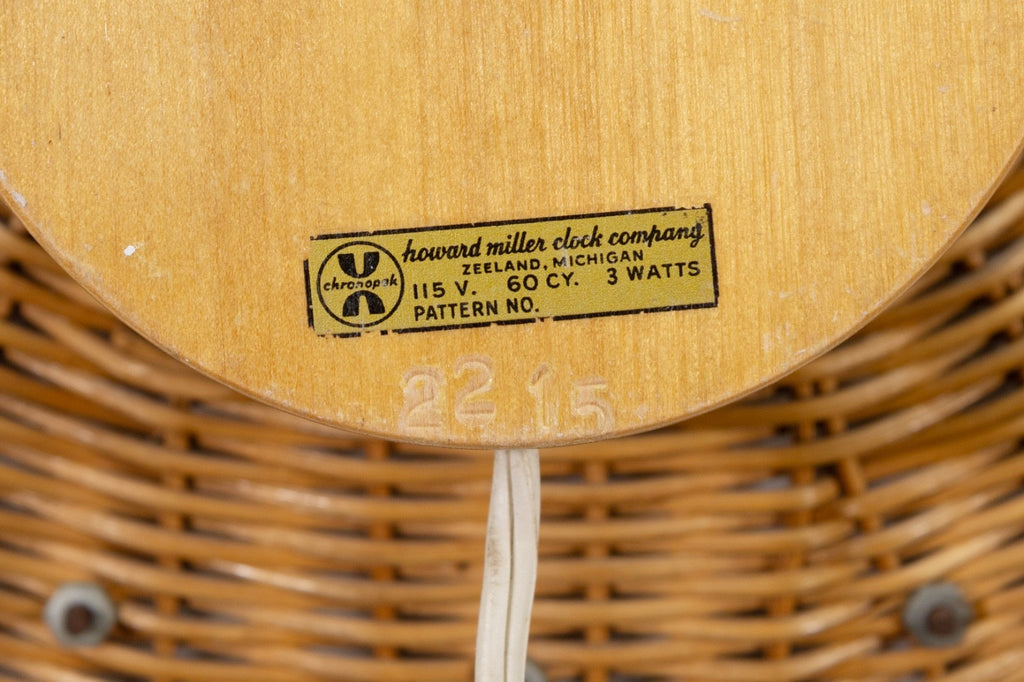 chronopak
howard miller clock company
ZEELAND, MICHIGAN
115 V. 60 CY. 3 WATTS
PATTERN NO.
2215